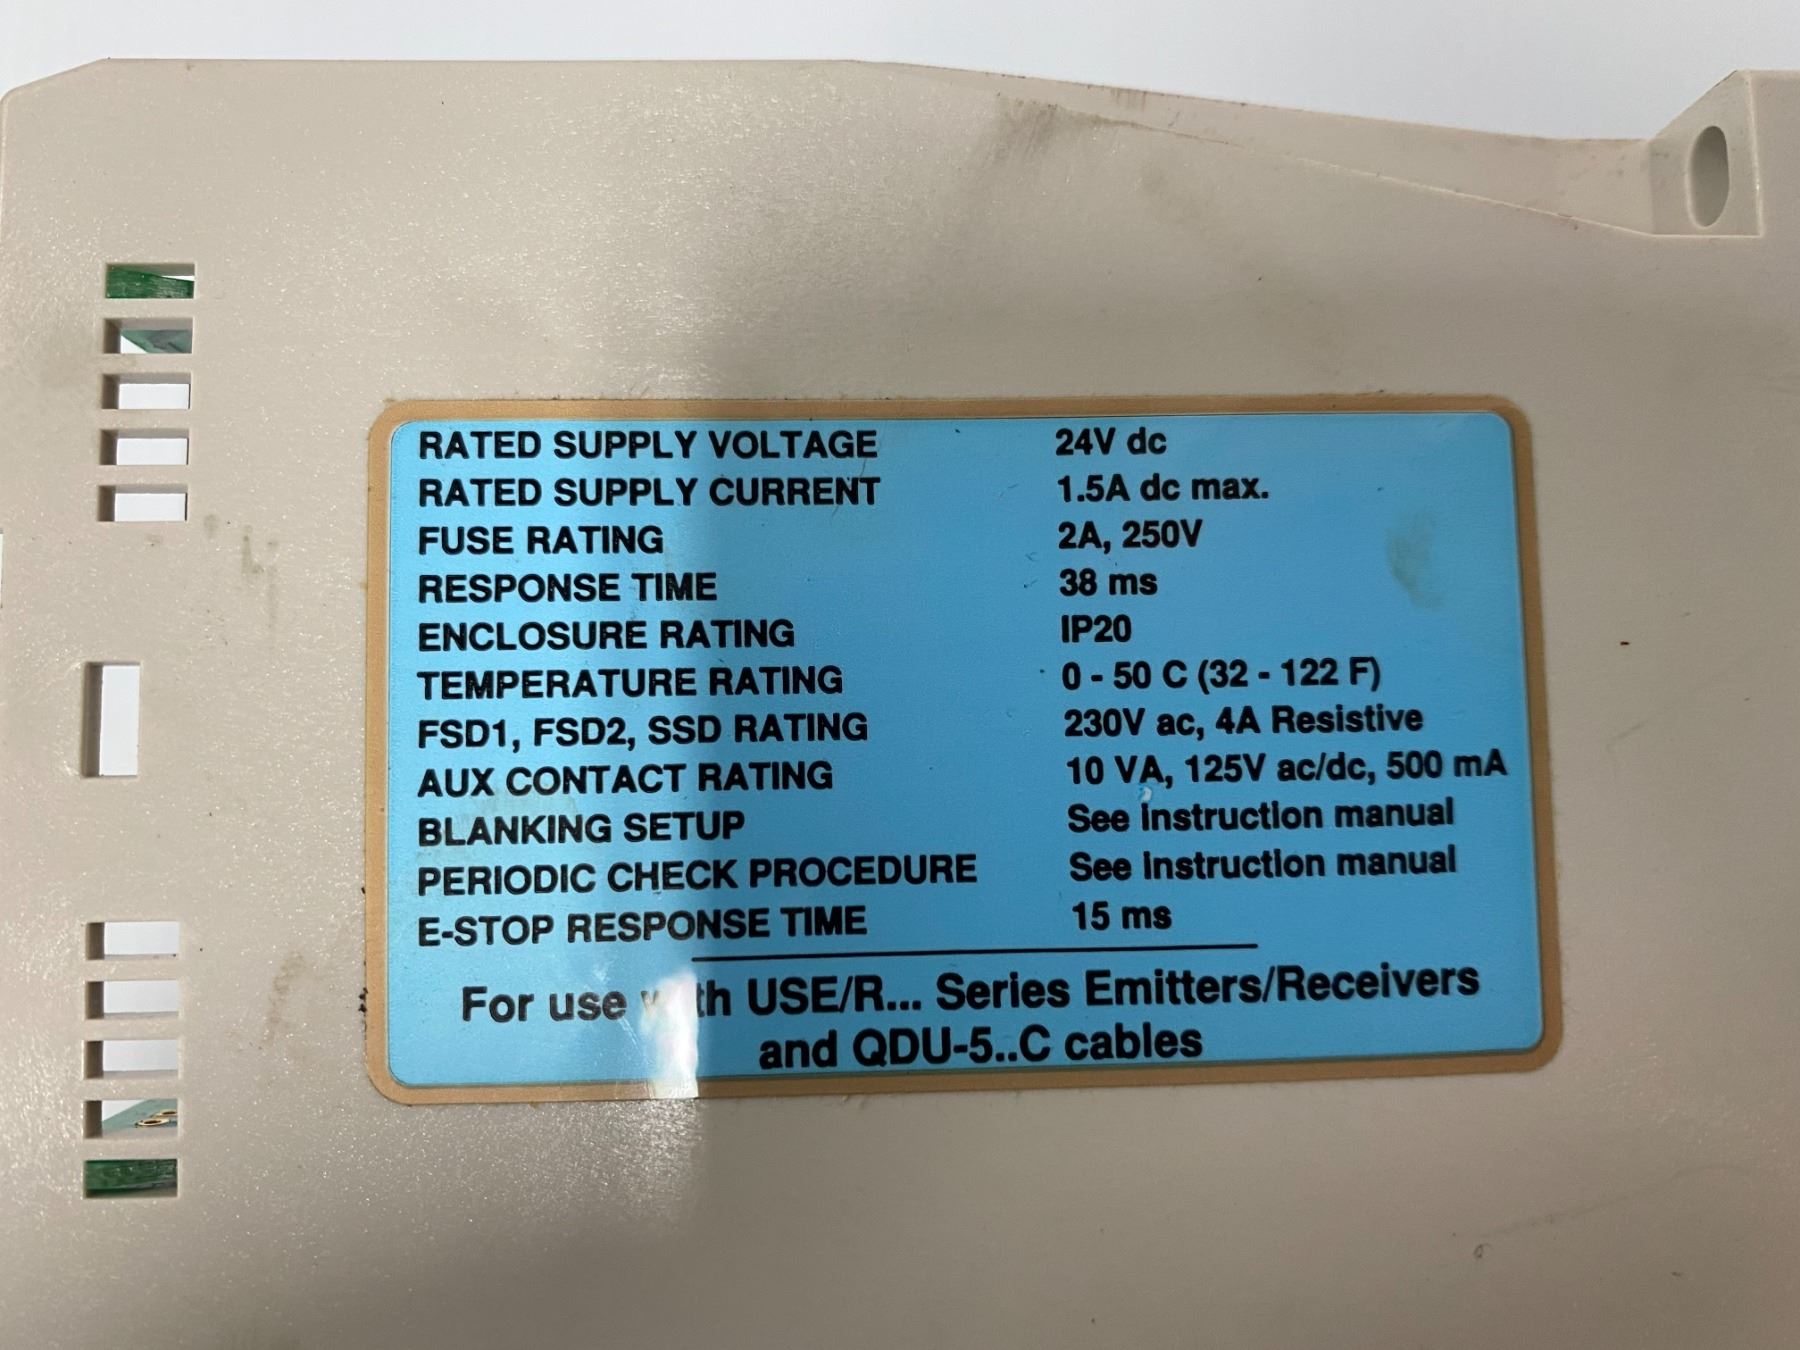 RATED SUPPLY VOLTAGE 24V dc
RATED SUPPLY CURRENT 1.5A dc max.
FUSE RATING 2A, 250V
RESPONSE TIME 38 ms
ENCLOSURE RATING IP20
TEMPERATURE RATING 0 - 50 C (32 - 122 F)
FSD1, FSD2, SSD RATING 230V ac, 4A Resistive
AUX CONTACT RATING 10 VA, 125V ac/dc, 500 mA
BLANKING SETUP See instruction manual
PERIODIC CHECK PROCEDURE See instruction manual
E-STOP RESPONSE TIME 15 ms
For use with USE/R... Series Emitters/Receivers
and QDU-5..C cables